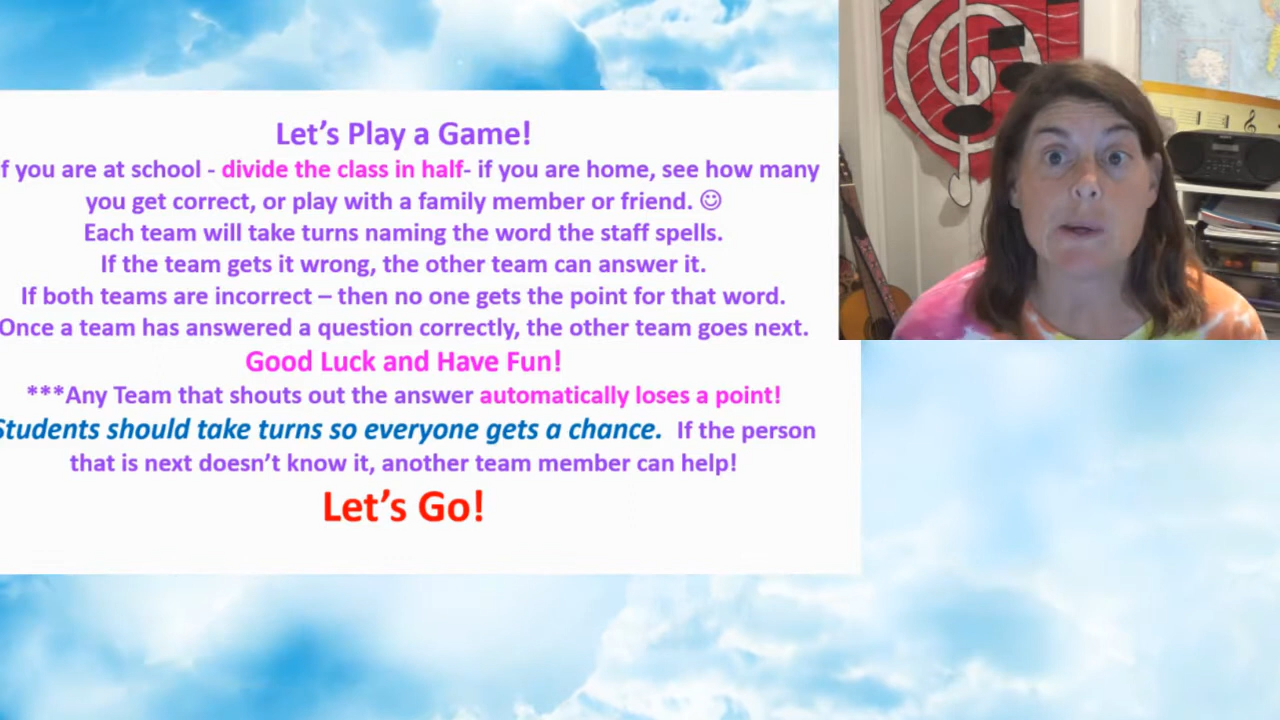 Let's Play a Game!
f you are at school - divide the class in half- if you are home, see how many
you get correct, or play with a family member or friend. ☺
Each team will take turns naming the word the staff spells.
If the team gets it wrong, the other team can answer it.
If both teams are incorrect – then no one gets the point for that word.
Once a team has answered a question correctly, the other team goes next.
Good Luck and Have Fun!
***Any Team that shouts out the answer automatically loses a point!
Students should take turns so everyone gets a chance. If the person
that is next doesn't know it, another team member can help!
Let's Go!